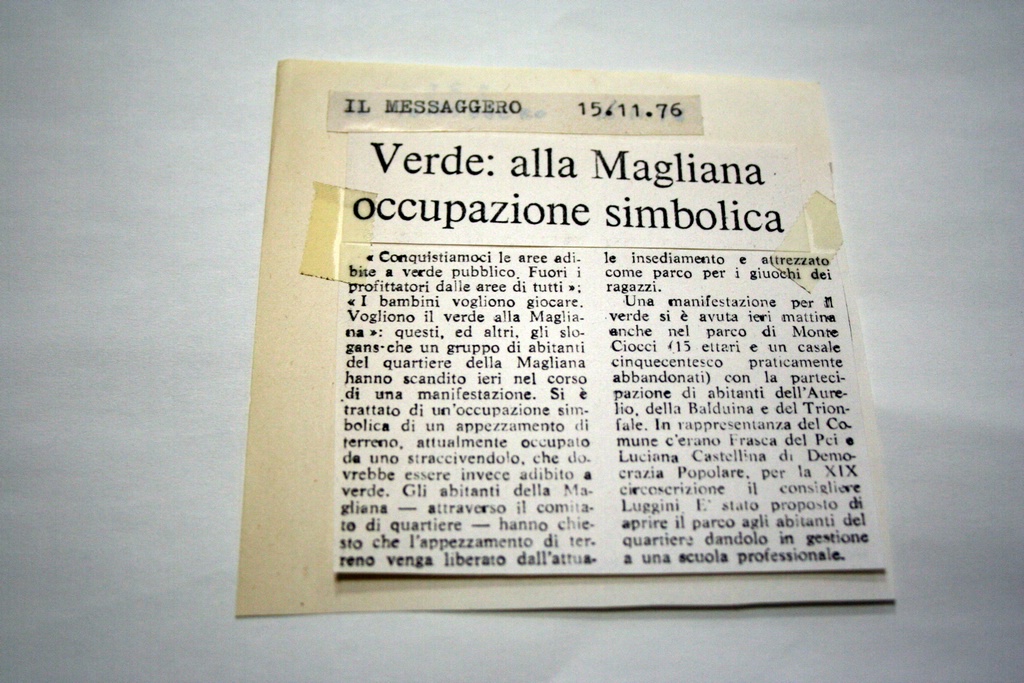 IL MESSAGGERO 15.11.76
Verde: alla Magliana
occupazione simbolica
« Conquistiamoci le aree adi-
bite a verde pubblico. Fuori i
profittatori dalle aree di tutti »;
« I bambini vogliono giocare.
Vogliono il verde alla Maglia-
na »: questi, ed altri, gli slo-
gans che un gruppo di abitanti
del quartiere della Magliana
hanno scandito ieri nel corso
di una manifestazione. Si è
trattato di un'occupazione sim-
bolica di un appezzamento di
terreno, attualmente occupato
da uno straccivendolo, che do-
vrebbe essere invece adibito a
verde. Gli abitanti della Ma-
gliana — attraverso il comita-
to di quartiere — hanno chie-
sto che l'appezzamento di ter-
reno venga liberato dall'attua-
le insediamento e attrezzato
come parco per i giuochi dei
ragazzi.
Una manifestazione per il
verde si è avuta ieri mattina
anche nel parco di Monte
Ciocci (15 ettari e un casale
cinquecentesco praticamente
abbandonati) con la parteci-
pazione di abitanti dell'Aure-
lio, della Balduina e del Trion-
fale. In rappresentanza del Co-
mune c'erano Frasca del Pci e
Luciana Castellina di Demo-
crazia Popolare, per la XIX
circoscrizione il consigliere
Luggini. E' stato proposto di
aprire il parco agli abitanti del
quartiere dandolo in gestione
a una scuola professionale.